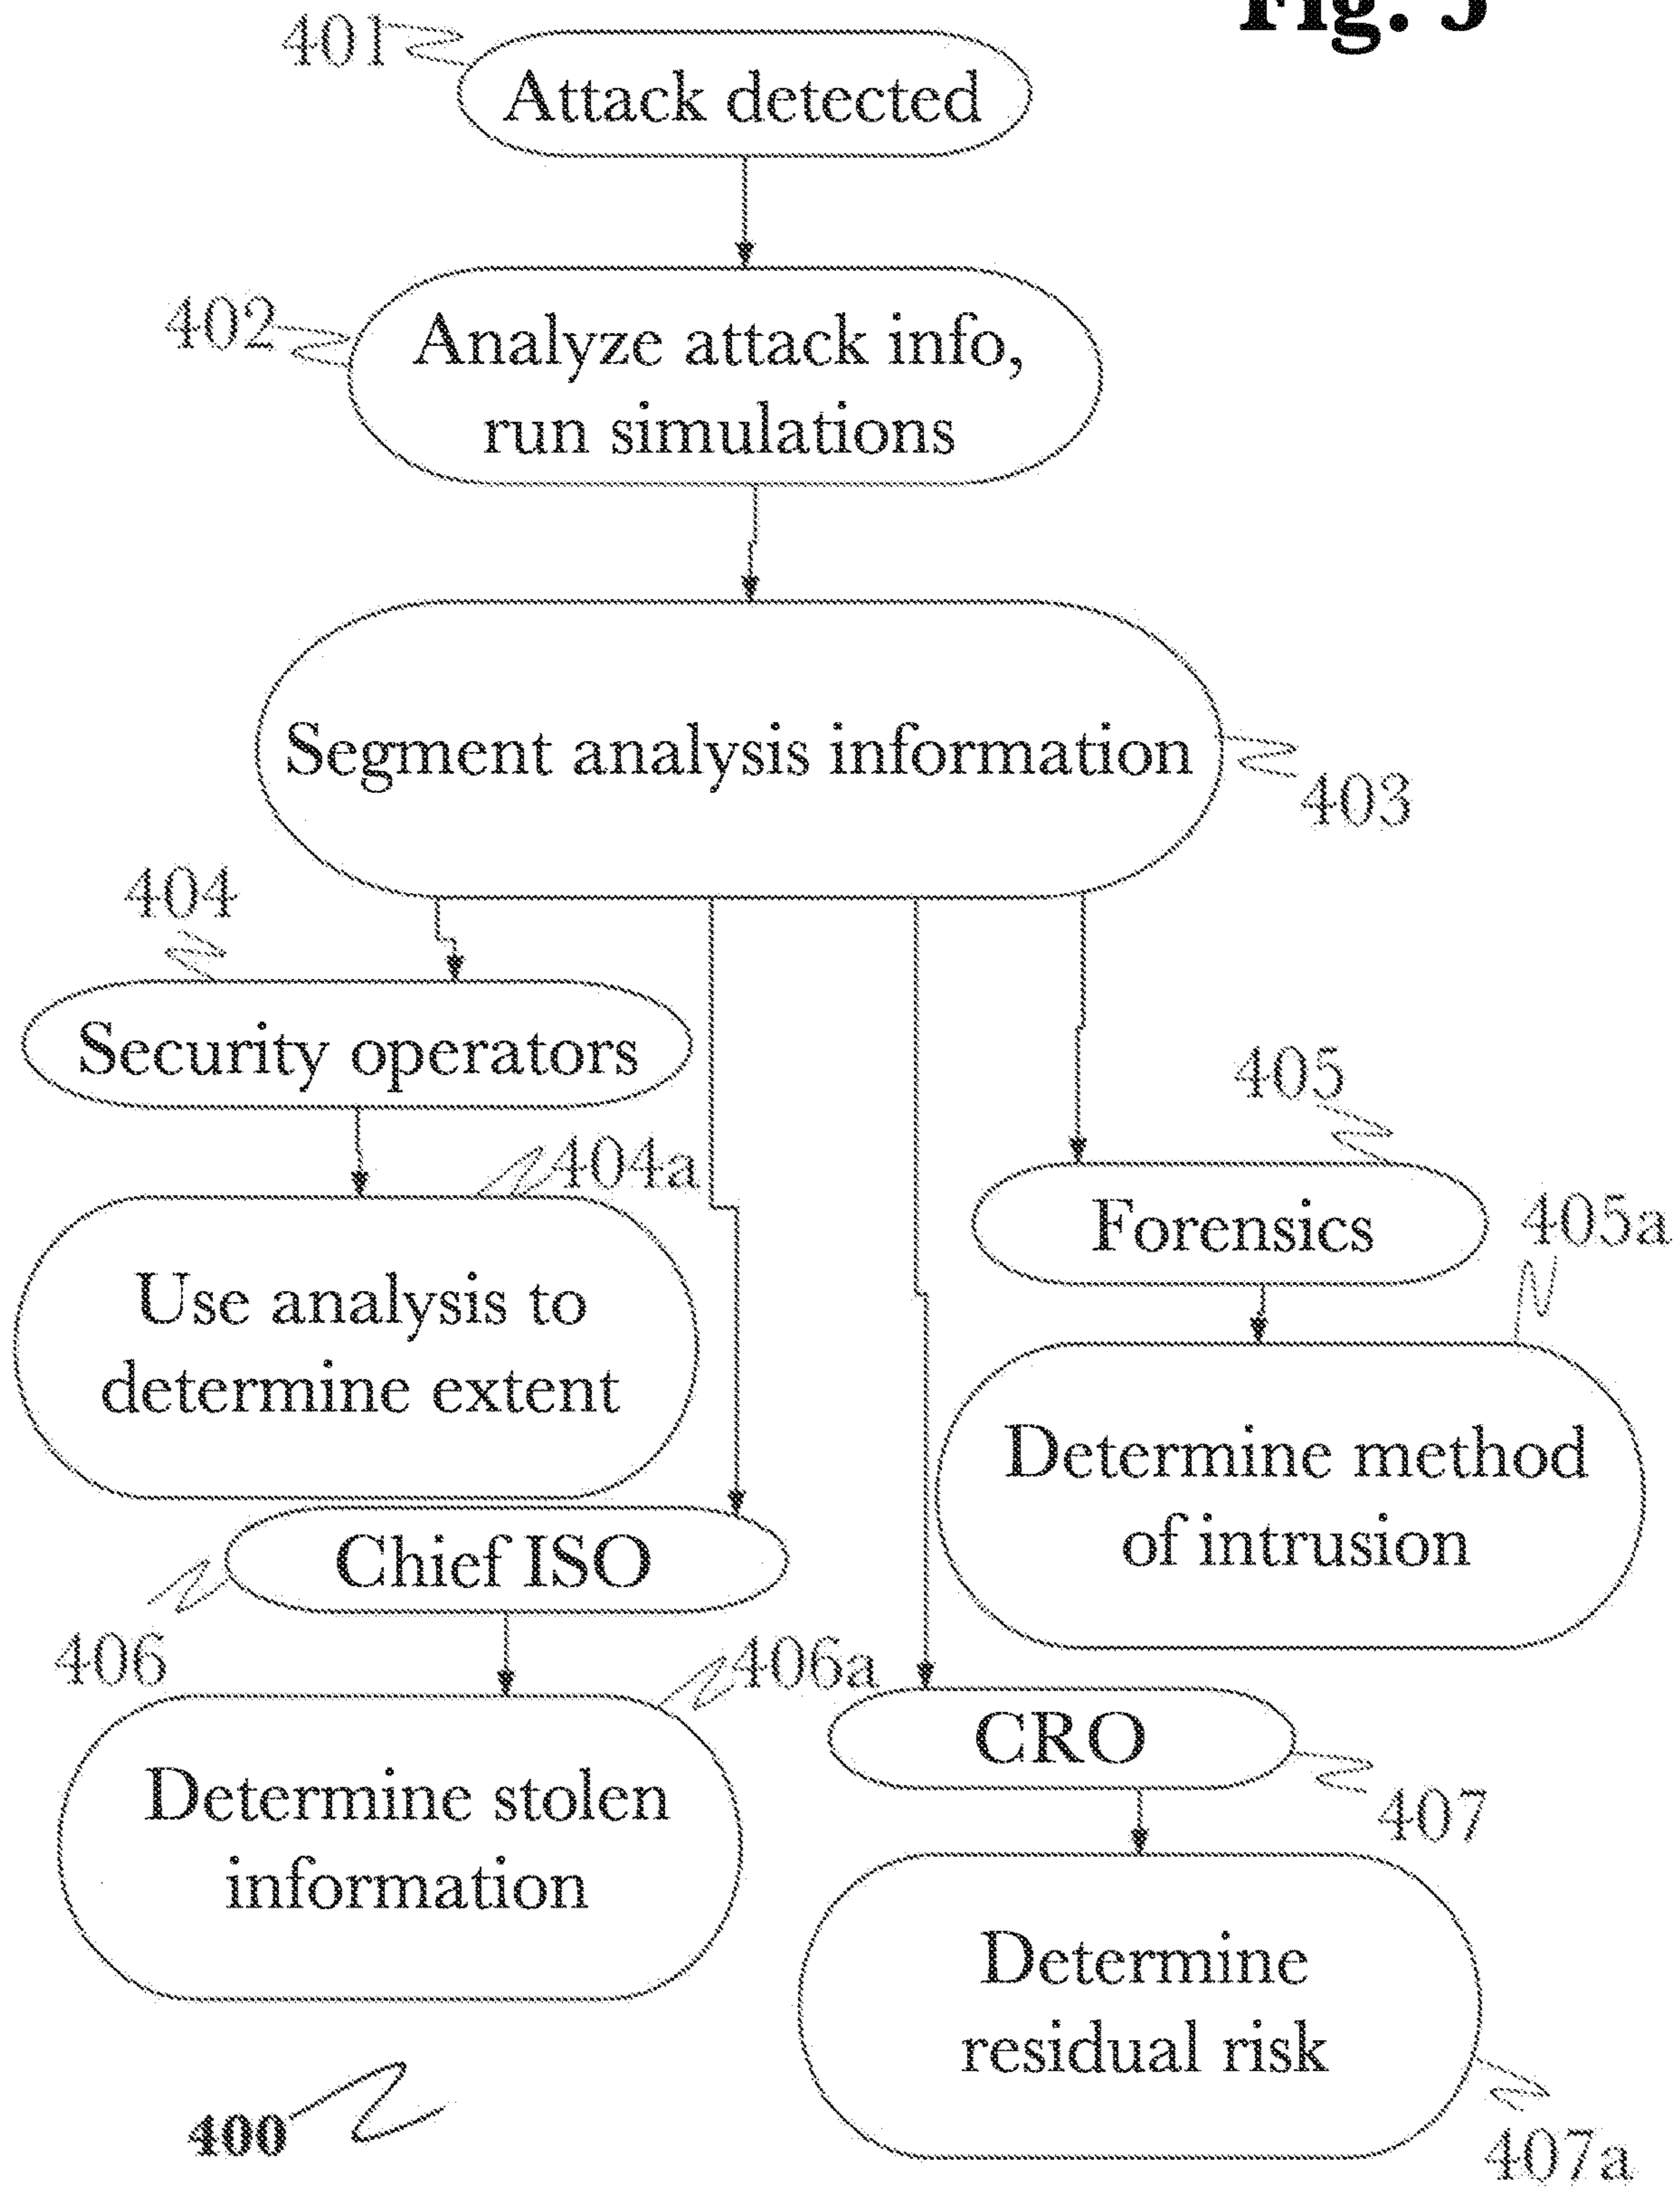 Fig. 5
401
Attack detected
402
Analyze attack info,
run simulations
Segment analysis information
403
404
Security operators
404a
Use analysis to
determine extent
405
Forensics
405a
Determine method
of intrusion
Chief ISO
406
406a
Determine stolen
information
CRO
407
Determine
residual risk
407a
400